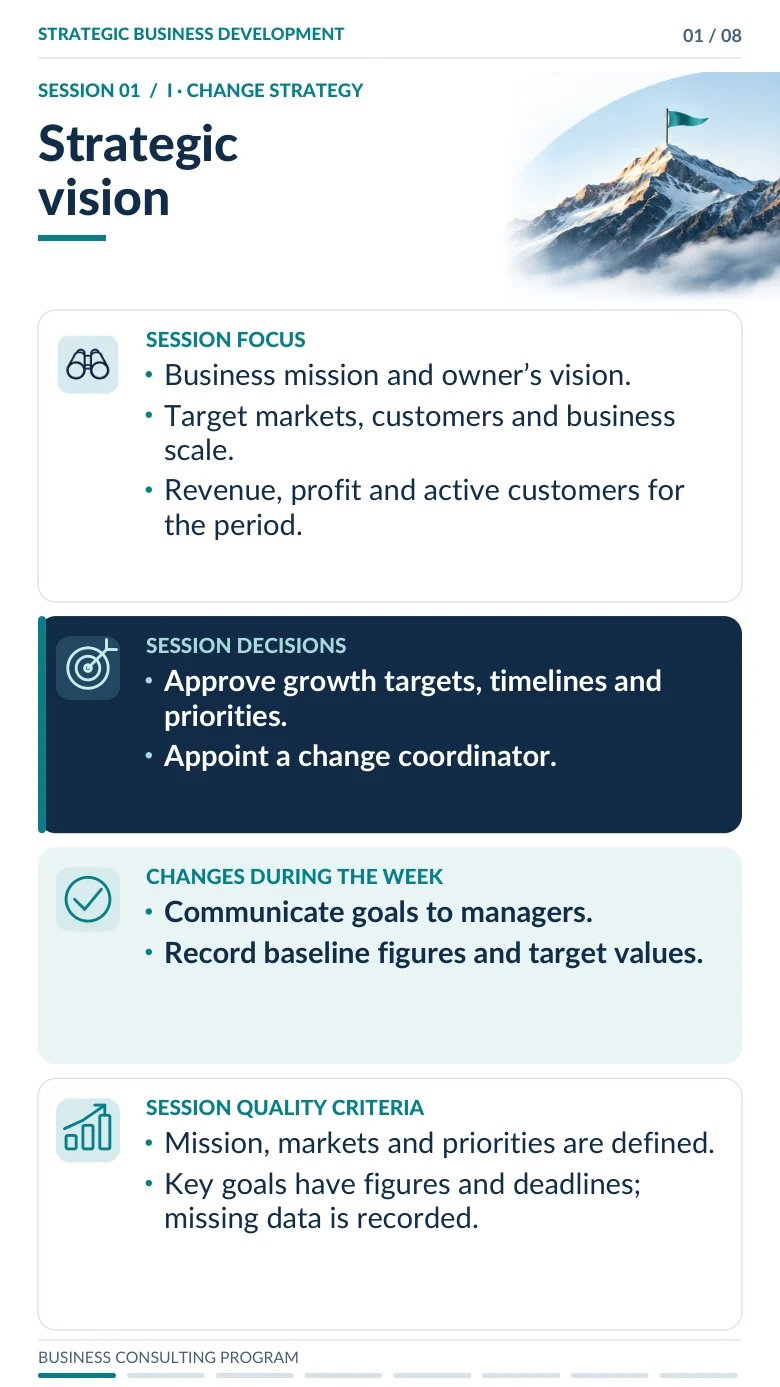 STRATEGIC BUSINESS DEVELOPMENT
01 / 08
SESSION 01 / I · CHANGE STRATEGY
Strategic
vision
SESSION FOCUS
• Business mission and owner’s vision.
• Target markets, customers and business
scale.
• Revenue, profit and active customers for
the period.
SESSION DECISIONS
• Approve growth targets, timelines and
priorities.
• Appoint a change coordinator.
CHANGES DURING THE WEEK
• Communicate goals to managers.
• Record baseline figures and target values.
SESSION QUALITY CRITERIA
• Mission, markets and priorities are defined.
• Key goals have figures and deadlines;
missing data is recorded.
BUSINESS CONSULTING PROGRAM